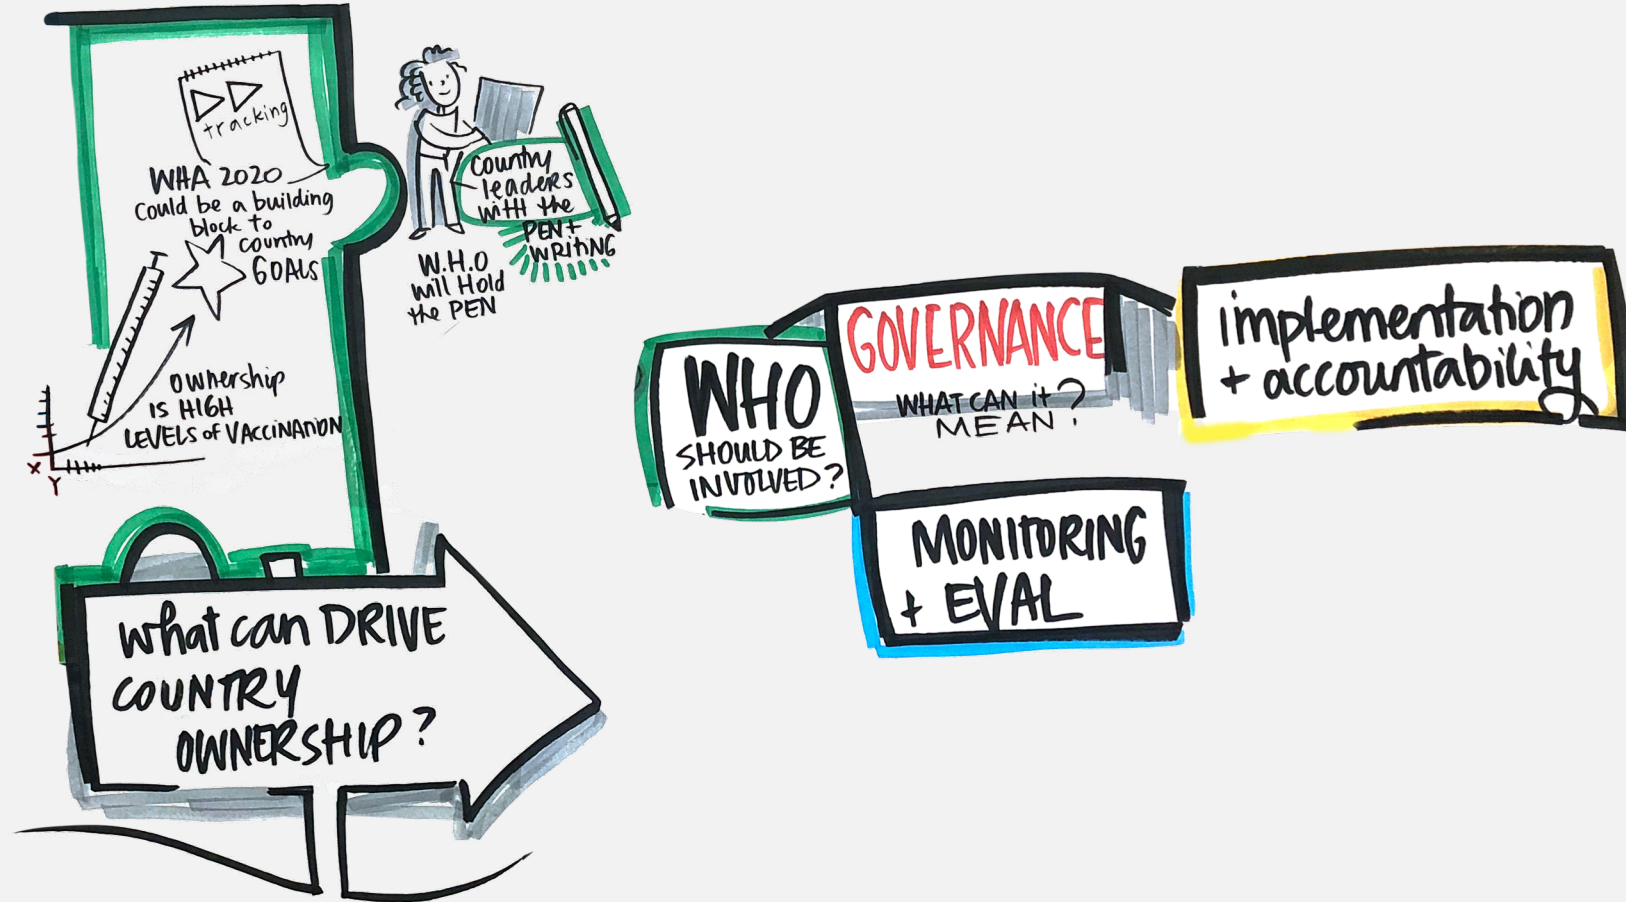 tracking
WHA 2020
could be a building
block to
country
GOALS
ownership
IS HIGH
LEVELS of VACCINATION
X
Y
country
leaders
with the
PEN +
WRITING
W.H.O
will Hold
the PEN
what can DRIVE
COUNTRY
OWNERSHIP?
WHO
SHOULD BE
INVOLVED?
GOVERNANCE
WHAT CAN it
MEAN?
MONITORING
+ EVAL
implementation
+ accountability